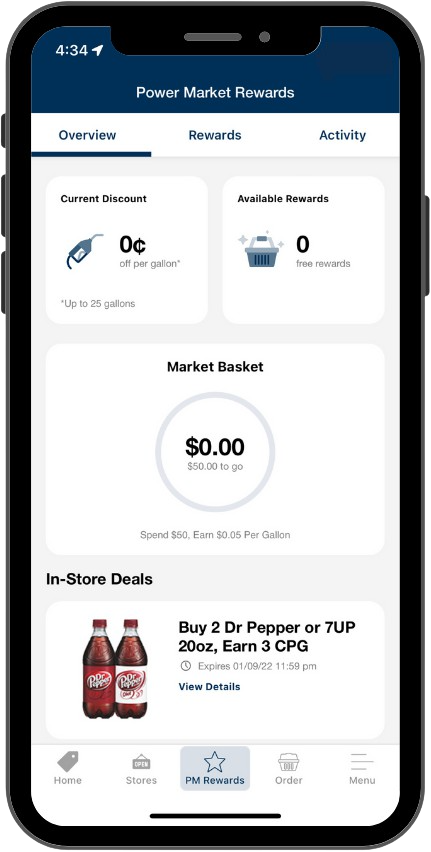 4:34
Power Market Rewards
Overview Rewards Activity
Current Discount
0¢
off per gallon*
*Up to 25 gallons
Available Rewards
0
free rewards
Market Basket
$0.00
$50.00 to go
Spend $50, Earn $0.05 Per Gallon
In-Store Deals
Dr Pepper
Dr Pepper
Buy 2 Dr Pepper or 7UP
20oz, Earn 3 CPG
Expires 01/09/22 11:59 pm
View Details
OPEN
Home Stores PM Rewards Order Menu